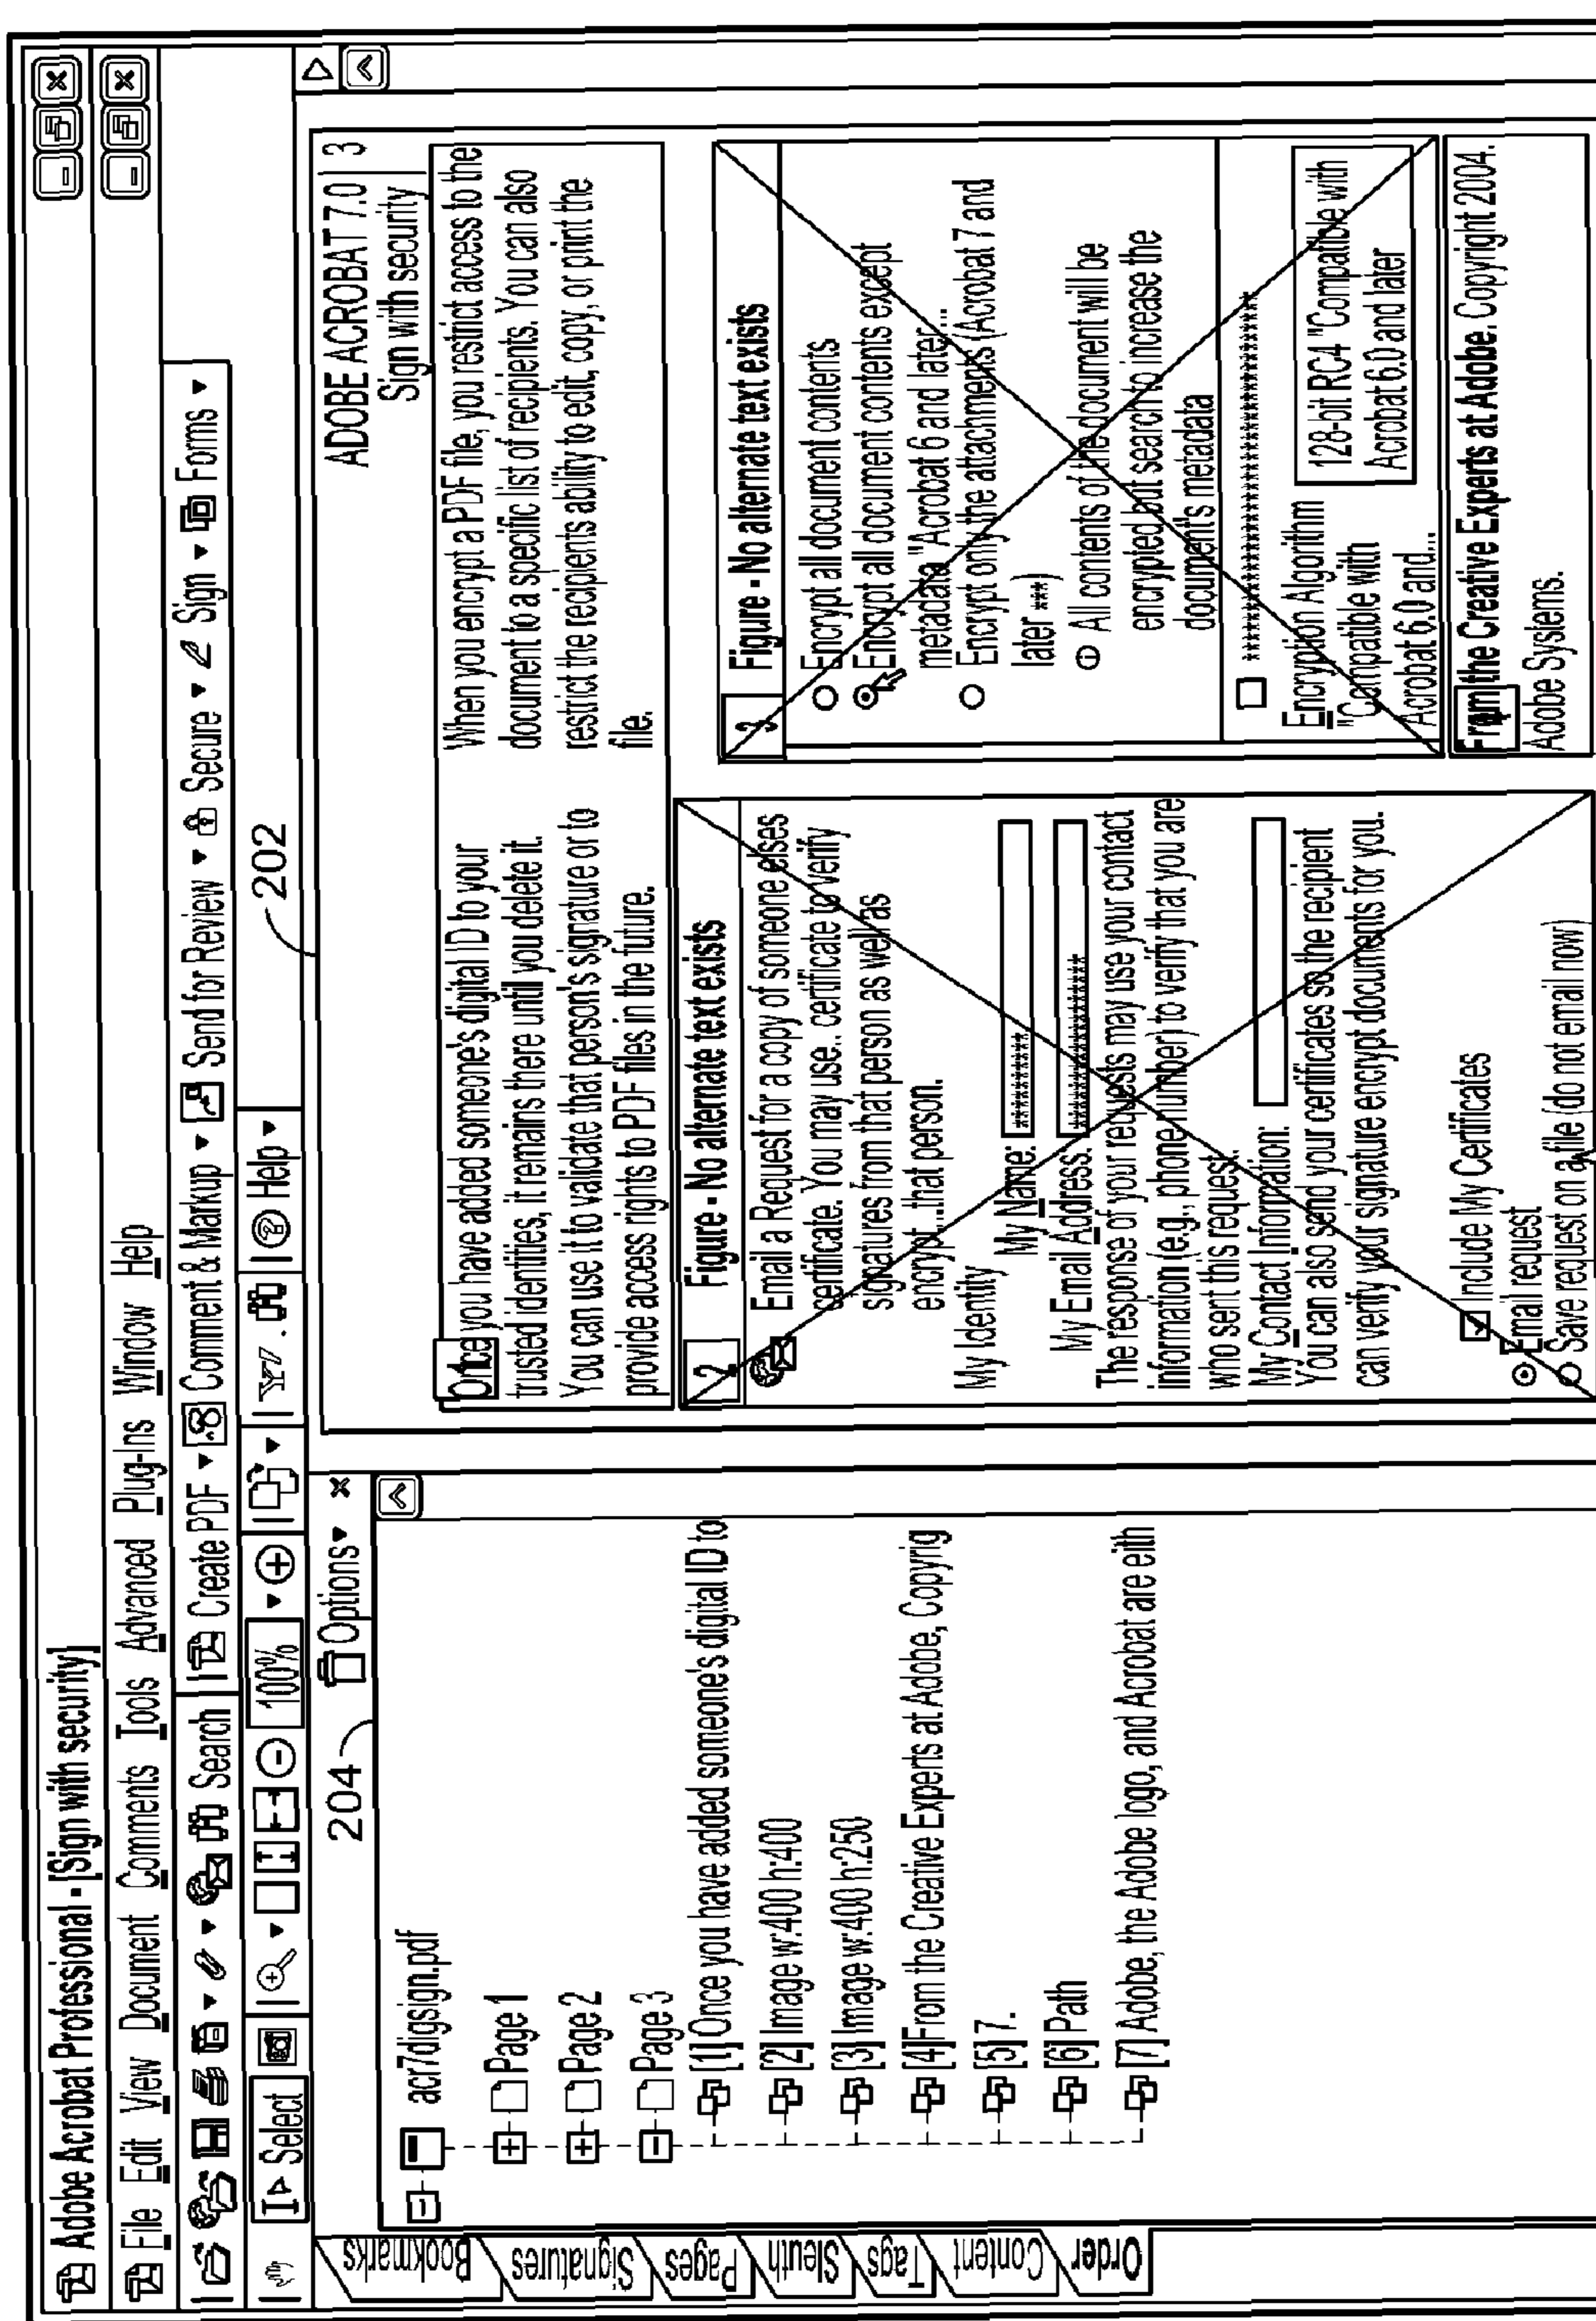 Adobe Acrobat Professional - [Sign with security]
File Edit View Document Comments Tools Advanced Plug-Ins Window Help
Search Create PDF Comment & Markup Send for Review Secure Sign Forms
Select 100% Y! Help
202
204
Options
Bookmarks
Signatures
Pages
Sleuth
Tags
Content
Order
acr7digsign.pdf
Page 1
Page 2
Page 3
[1] Once you have added someone's digital ID to
[2] Image w:400 h:400
[3] Image w:400 h:250
[4]From the Creative Experts at Adobe, Copyrig
[5] 7.
[6] Path
[7] Adobe, the Adobe logo, and Acrobat are eith
ADOBE ACROBAT 7.0 3
Sign with security
Once you have added someone's digital ID to your
trusted identities, it remains there until you delete it.
You can use it to validate that person's signature or to
provide access rights to PDF files in the future.
2
Figure - No alternate text exists
Email a Request for a copy of someone elses
sertificate. You may use.. certificate to verify
signatures from that person as well as
encrypt...that person.
My Identity
My Name: **********
My Email Address: *******************
The response of your requests may use your contact
information (e.g., phone number) to verify that you are
who sent this request.
My Contact Information:
You can also send your certificates so the recipient
can verify your signature encrypt documents for you.
Include My Certificates
Email request
Save request on a file (do not email now)
When you encrypt a PDF file, you restrict access to the
document to a specific list of recipients. You can also
restrict the recipients ability to edit, copy, or print the
file.
3
Figure - No alternate text exists
Encrypt all document contents
Encrypt all document contents except
metadata "Acrobat 6 and later...
Encrypt only the attachments (Acrobat 7 and
later ***)
All contents of the document will be
encrypted but search to increase the
document's metadata
**************************************
Encryption Algorithm
"Compatible with
Acrobat 6.0 and...
128-bit RC4 "Compatible with
Acrobat 6.0 and later
From the Creative Experts at Adobe. Copyright 2004.
Adobe Systems.